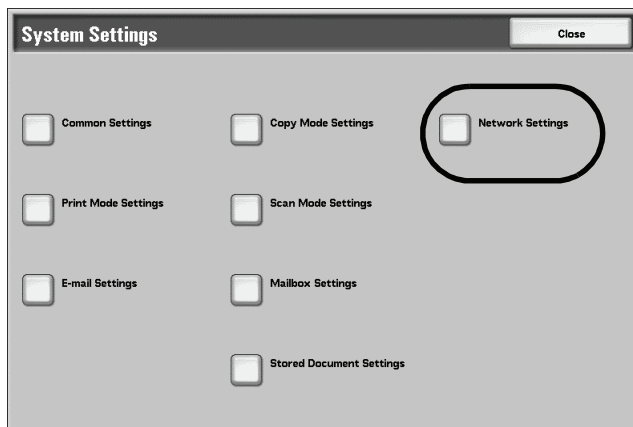 System Settings
Close
Common Settings
Copy Mode Settings
Network Settings
Print Mode Settings
Scan Mode Settings
E-mail Settings
Mailbox Settings
Stored Document Settings